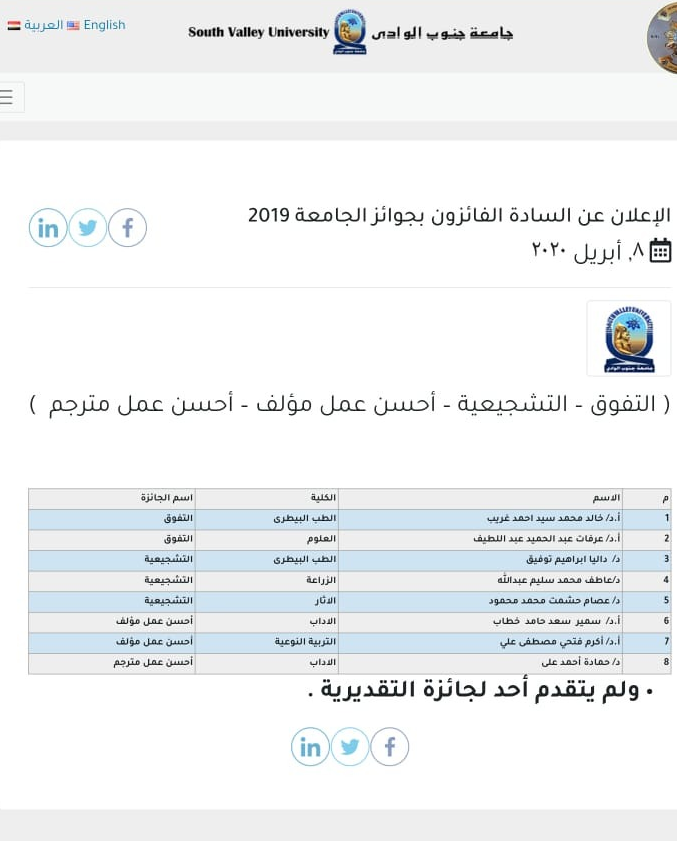 العربية English
South Valley University جامعة جنوب الوادى
الإعلان عن السادة الفائزون بجوائز الجامعة 2019
٨, أبريل ٢٠٢٠
جامعة جنوب الوادى
( التفوق – التشجيعية – أحسن عمل مؤلف – أحسن عمل مترجم )
م الاسم الكلية اسم الجائزة
1 أ.د/ خالد محمد سيد احمد غريب الطب البيطرى التفوق
2 أ.د/ عرفات عبد الحميد عبد اللطيف العلوم التفوق
3 د/ داليا ابراهيم توفيق الطب البيطرى التشجيعية
4 د/عاطف محمد سليم عبدالله الزراعة التشجيعية
5 د/ عصام حشمت محمد محمود الاثار التشجيعية
6 أ.د/ سمير سعد حامد خطاب الاداب أحسن عمل مؤلف
7 أ.د/ أكرم فتحي مصطفى علي التربية النوعية أحسن عمل مؤلف
8 د/ حمادة أحمد على الاداب أحسن عمل مترجم
• ولم يتقدم أحد لجائزة التقديرية .